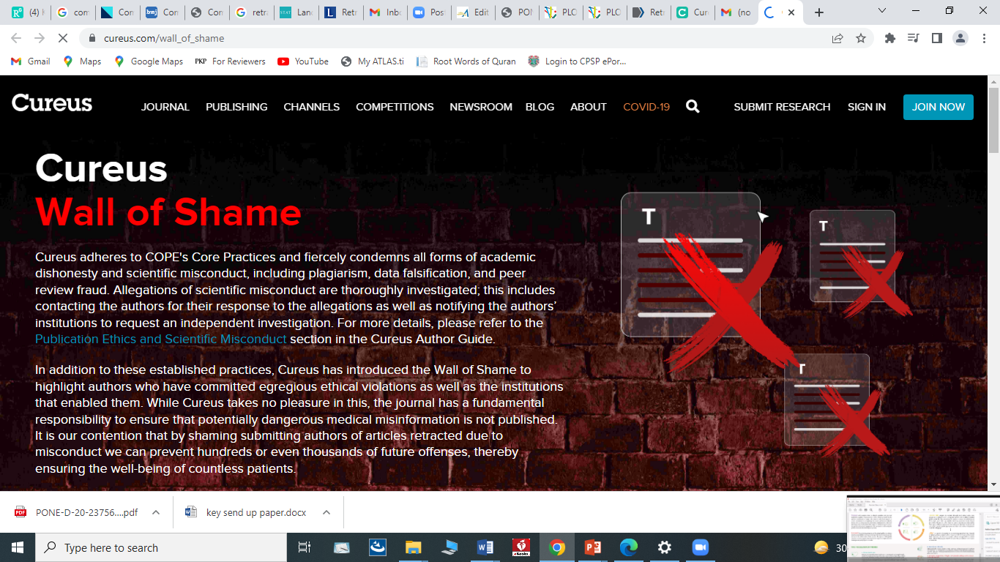 (4) I
com
Con
Con
Con
retra
Lan
Retr
Inbo
Pos
Edit
PON
PLO
PLO
Retr
Cur
(no
cureus.com/wall_of_shame
Gmail
Maps
Google Maps
PKP For Reviewers
YouTube
My ATLAS.ti
Root Words of Quran
Login to CPSP ePor...
Cureus
JOURNAL PUBLISHING CHANNELS COMPETITIONS NEWSROOM BLOG ABOUT COVID-19 SUBMIT RESEARCH SIGN IN JOIN NOW
Cureus
Wall of Shame
Cureus adheres to COPE's Core Practices and fiercely condemns all forms of academic
dishonesty and scientific misconduct, including plagiarism, data falsification, and peer
review fraud. Allegations of scientific misconduct are thoroughly investigated; this includes
contacting the authors for their response to the allegations as well as notifying the authors’
institutions to request an independent investigation. For more details, please refer to the
Publication Ethics and Scientific Misconduct section in the Cureus Author Guide.
In addition to these established practices, Cureus has introduced the Wall of Shame to
highlight authors who have committed egregious ethical violations as well as the institutions
that enabled them. While Cureus takes no pleasure in this, the journal has a fundamental
responsibility to ensure that potentially dangerous medical misinformation is not published.
It is our contention that by shaming submitting authors of articles retracted due to
misconduct we can prevent hundreds or even thousands of future offenses, thereby
ensuring the well-being of countless patients.
T
T
T
PONE-D-20-23756....pdf
key send up paper.docx
Type here to search
30